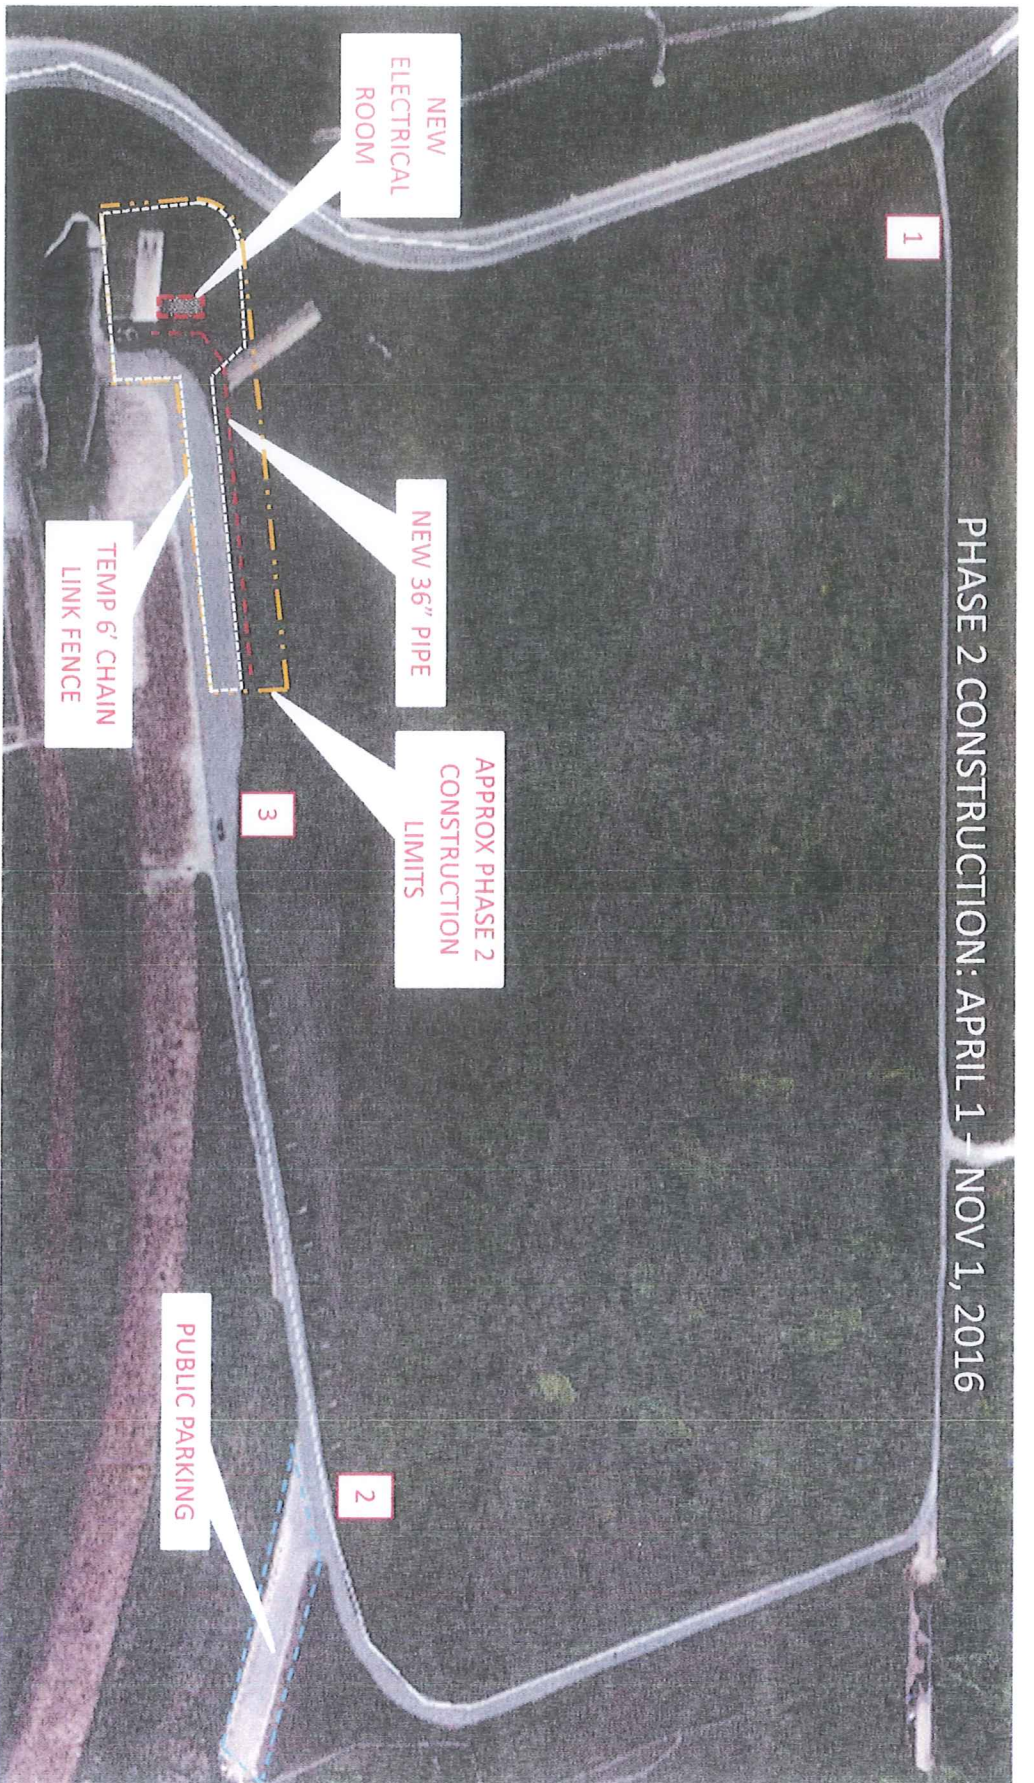 PHASE 2 CONSTRUCTION: APRIL 1 – NOV 1, 2016
1
NEW
ELECTRICAL
ROOM
NEW 36" PIPE
APPROX PHASE 2
CONSTRUCTION
LIMITS
3
2
TEMP 6' CHAIN
LINK FENCE
PUBLIC PARKING